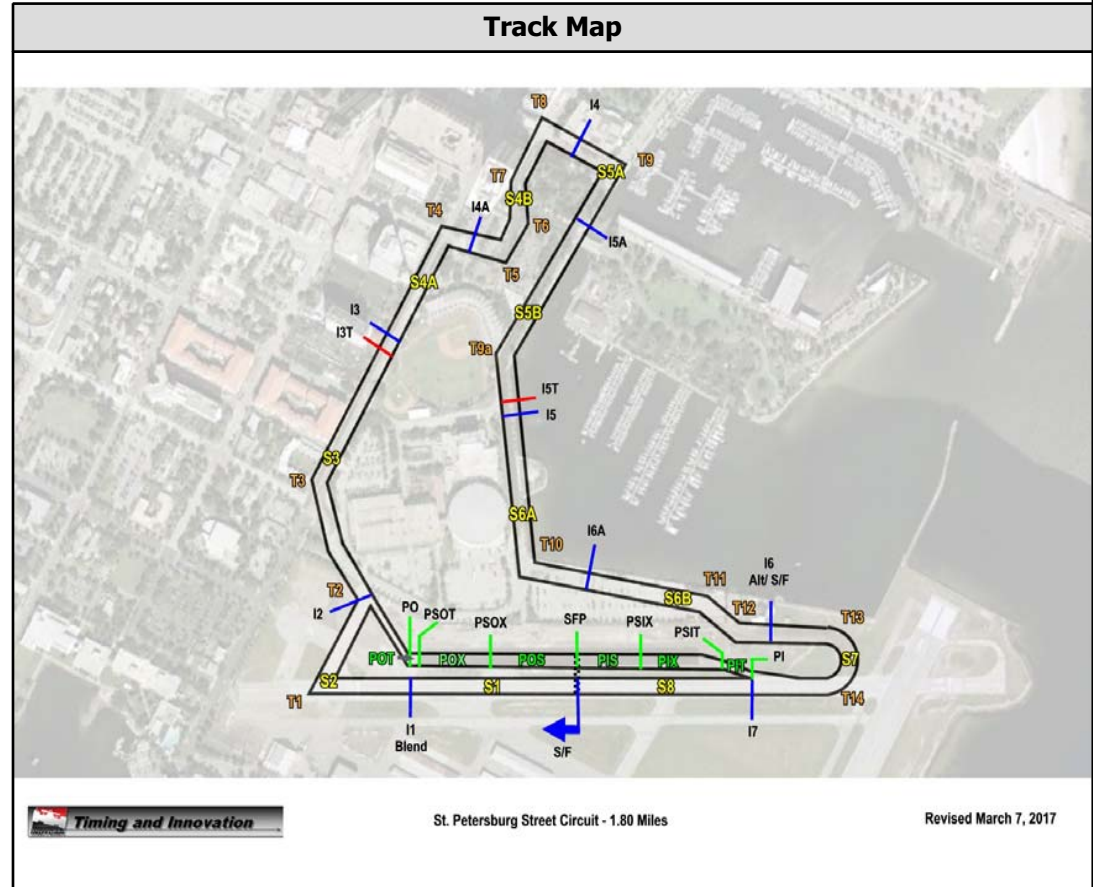 Track Map
T8
I4
T9
S5A
T7
S4B
I4A
T4
T6
I5A
T5
S4A
S5B
I3
I3T
T9a
I5T
I5
S3
T3
S6A
T10
I6A
I6
Alt/ S/F
T11
S6B
T12
T13
T2
I2
PO
PSOT
PSOX
SFP
PSIX
PSIT
PI
POT
POX
POS
PIS
PIX
PIT
S7
S2
S1
S8
T1
T14
I1
Blend
S/F
I7
Timing and Innovation
St. Petersburg Street Circuit - 1.80 Miles
Revised March 7, 2017